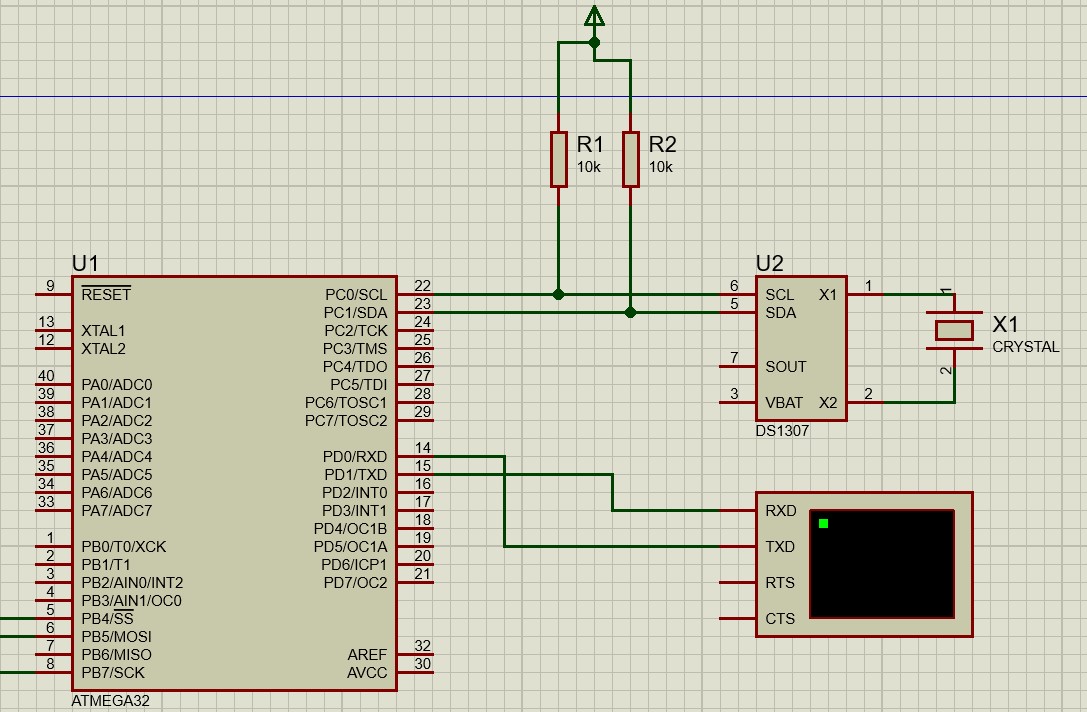 R1
10k
R2
10k
U1
9 RESET
13 XTAL1
12 XTAL2
40 PA0/ADC0
39 PA1/ADC1
38 PA2/ADC2
37 PA3/ADC3
36 PA4/ADC4
35 PA5/ADC5
34 PA6/ADC6
33 PA7/ADC7
1 PB0/T0/XCK
2 PB1/T1
3 PB2/AIN0/INT2
4 PB3/AIN1/OC0
5 PB4/SS
6 PB5/MOSI
7 PB6/MISO
8 PB7/SCK
PC0/SCL 22
PC1/SDA 23
PC2/TCK 24
PC3/TMS 25
PC4/TDO 26
PC5/TDI 27
PC6/TOSC1 28
PC7/TOSC2 29
PD0/RXD 14
PD1/TXD 15
PD2/INT0 16
PD3/INT1 17
PD4/OC1B 18
PD5/OC1A 19
PD6/ICP1 20
PD7/OC2 21
AREF 32
AVCC 30
ATMEGA32
U2
6 SCL X1 1
5 SDA
7 SOUT
3 VBAT X2 2
DS1307
1
X1
CRYSTAL
2
RXD
TXD
RTS
CTS